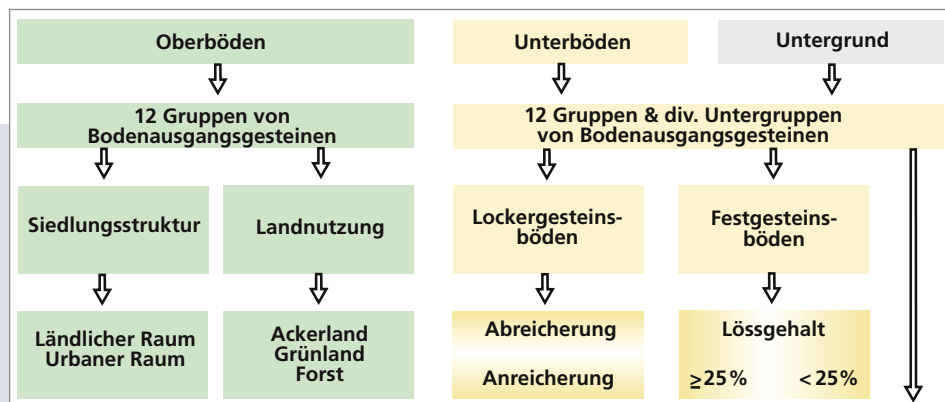 Oberböden
12 Gruppen von
Bodenausgangsgesteinen
Siedlungsstruktur
Landnutzung
Ländlicher Raum
Urbaner Raum
Ackerland
Grünland
Forst
Unterböden
Untergrund
12 Gruppen & div. Untergruppen
von Bodenausgangsgesteinen
Lockergesteins-
böden
Festgesteins-
böden
Abreicherung
Anreicherung
Lössgehalt
≥25% <25%